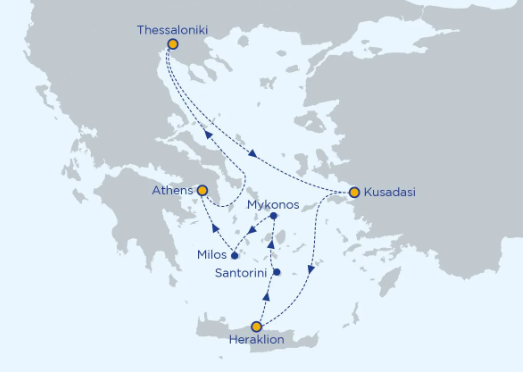 Thessaloniki
Athens
Kusadasi
Mykonos
Milos
Santorini
Heraklion